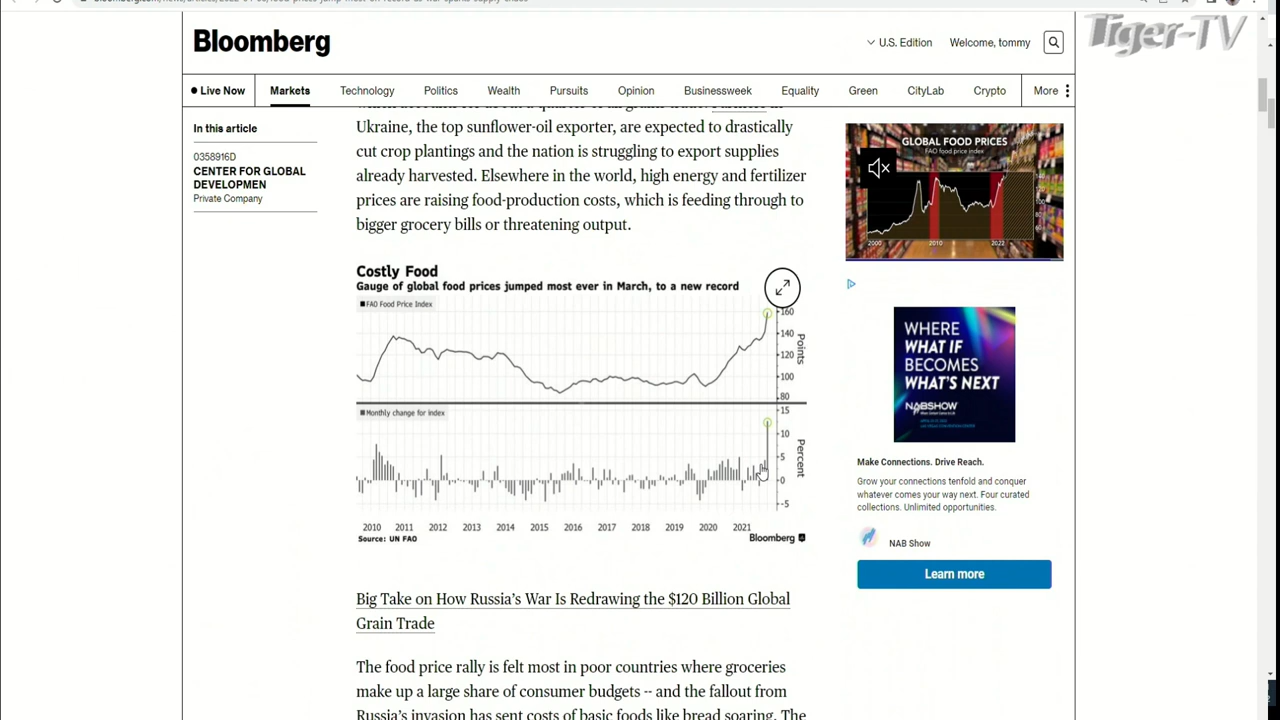 Bloomberg
U.S. Edition
Welcome, tommy
Tiger-TV
Live Now
Markets
Technology
Politics
Wealth
Pursuits
Opinion
Businessweek
Equality
Green
CityLab
Crypto
More
In this article
0358916D
CENTER FOR GLOBAL
DEVELOPMEN
Private Company
Ukraine, the top sunflower-oil exporter, are expected to drastically
cut crop plantings and the nation is struggling to export supplies
already harvested. Elsewhere in the world, high energy and fertilizer
prices are raising food-production costs, which is feeding through to
bigger grocery bills or threatening output.
Costly Food
Gauge of global food prices jumped most ever in March, to a new record
FAO Food Price Index
160
140
120
100
80
Points
Monthly change for index
15
10
5
0
-5
Percent
2010 2011 2012 2013 2014 2015 2016 2017 2018 2019 2020 2021
Source: UN FAO
Bloomberg
Big Take on How Russia's War Is Redrawing the $120 Billion Global
Grain Trade
The food price rally is felt most in poor countries where groceries
make up a large share of consumer budgets -- and the fallout from
Russia's invasion has sent costs of basic foods like bread soaring. The
GLOBAL FOOD PRICES
FAO food price index
2000 2010 2022
WHERE
WHAT IF
BECOMES
WHAT'S NEXT
NABSHOW
Make Connections. Drive Reach.
Grow your connections tenfold and conquer
whatever comes your way next. Four curated
collections. Unlimited opportunities.
NAB Show
Learn more